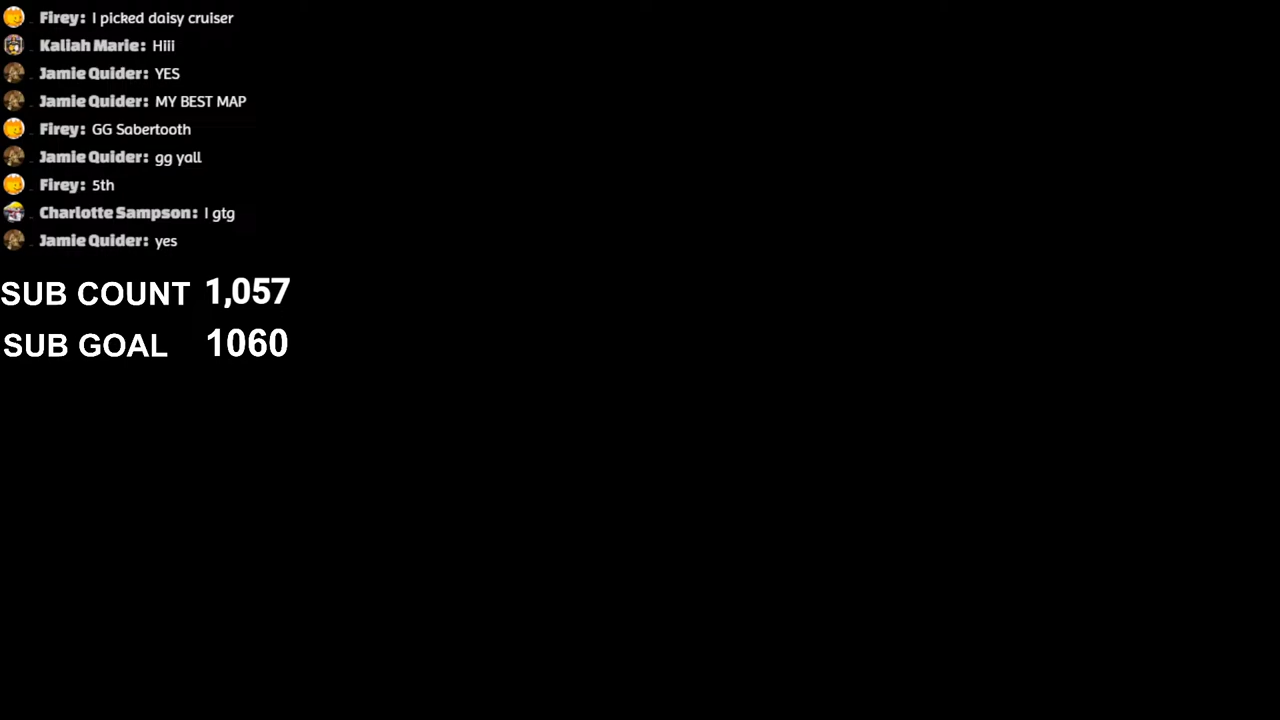 Firey: I picked daisy cruiser
Kaliah Marie: Hiii
Jamie Quider: YES
Jamie Quider: MY BEST MAP
Firey: GG Sabertooth
Jamie Quider: gg yall
Firey: 5th
Charlotte Sampson: I gtg
Jamie Quider: yes
SUB COUNT 1,057
SUB GOAL 1060